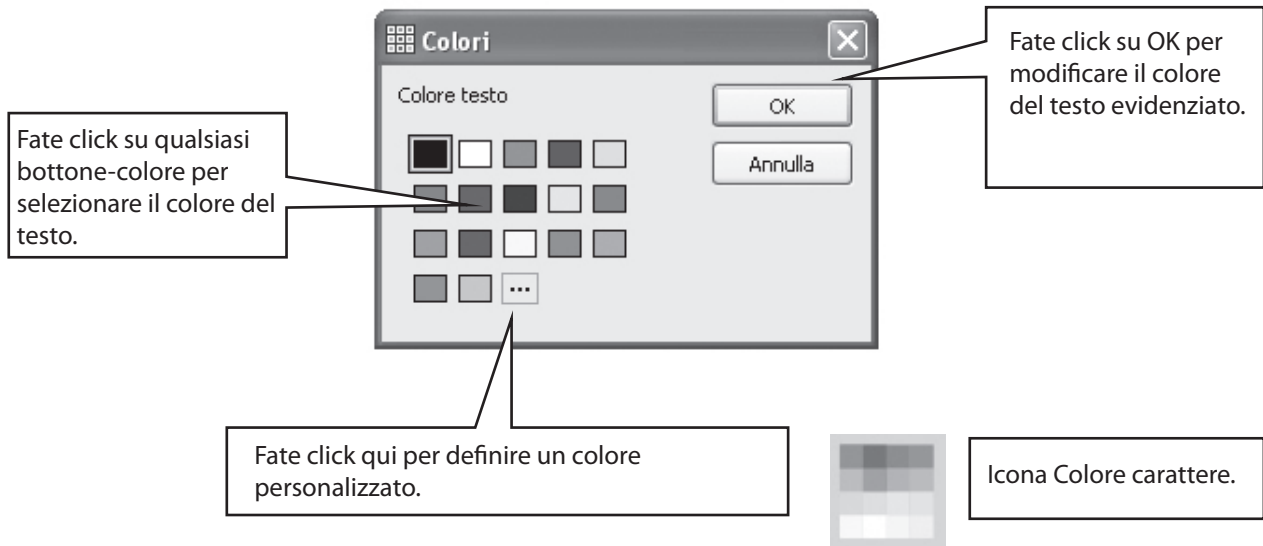 Colori
Colore testo
OK
Annulla
Fate click su OK per
modificare il colore
del testo evidenziato.
Fate click su qualsiasi
bottone-colore per
selezionare il colore del
testo.
...
Fate click qui per definire un colore
personalizzato.
Icona Colore carattere.